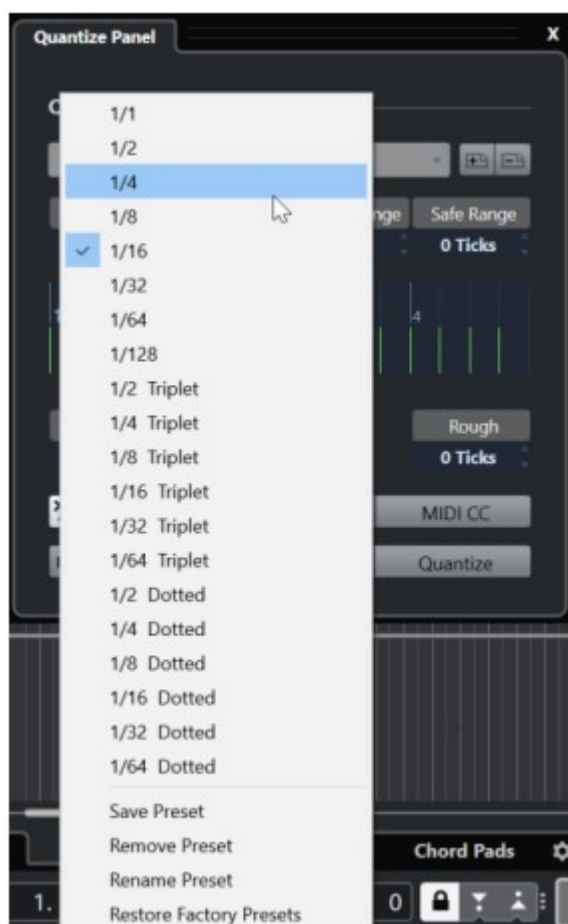 Quantize Panel
x
1/1
1/2
1/4
1/8
1/16
1/32
1/64
1/128
1/2 Triplet
1/4 Triplet
1/8 Triplet
1/16 Triplet
1/32 Triplet
1/64 Triplet
1/2 Dotted
1/4 Dotted
1/8 Dotted
1/16 Dotted
1/32 Dotted
1/64 Dotted
Save Preset
Remove Preset
Rename Preset
Restore Factory Presets
Safe Range
0 Ticks
4
Rough
0 Ticks
MIDI CC
Quantize
Chord Pads
1.
0